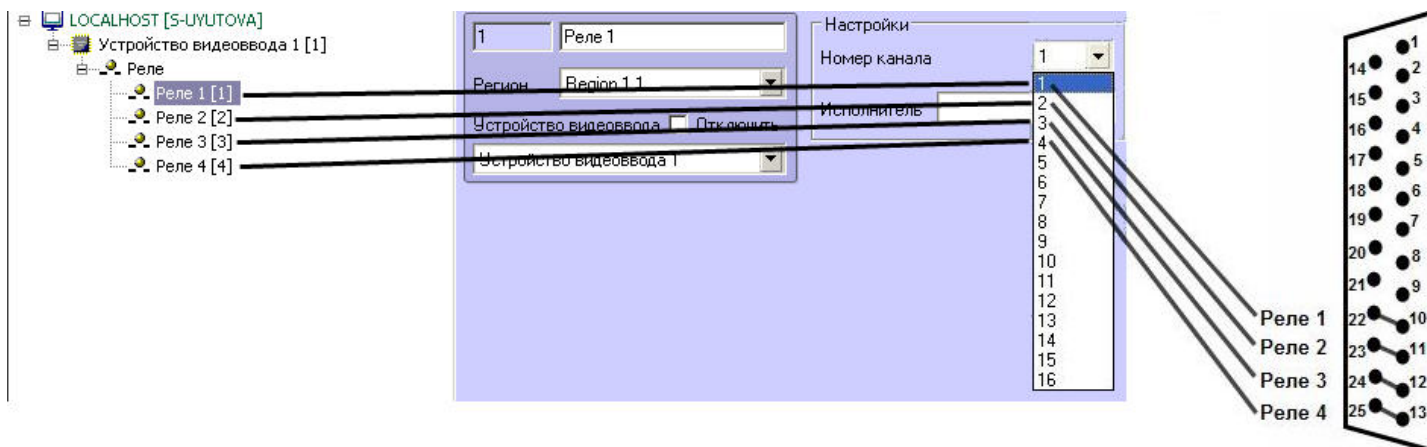 LOCALHOST [S-UYUTOVA]
Устройство видеоввода 1 [1]
Реле
Реле 1 [1]
Реле 2 [2]
Реле 3 [3]
Реле 4 [4]
1
Реле 1
Регион
Region 1.1
Устройство видеоввода
Отключить
Устройство видеоввода 1
Настройки
Номер канала
1
Исполнитель
1
2
3
4
5
6
7
8
9
10
11
12
13
14
15
16
Реле 1
Реле 2
Реле 3
Реле 4
1
14
2
15
3
16
4
17
5
18
6
19
7
20
8
21
9
22
10
23
11
24
12
25
13